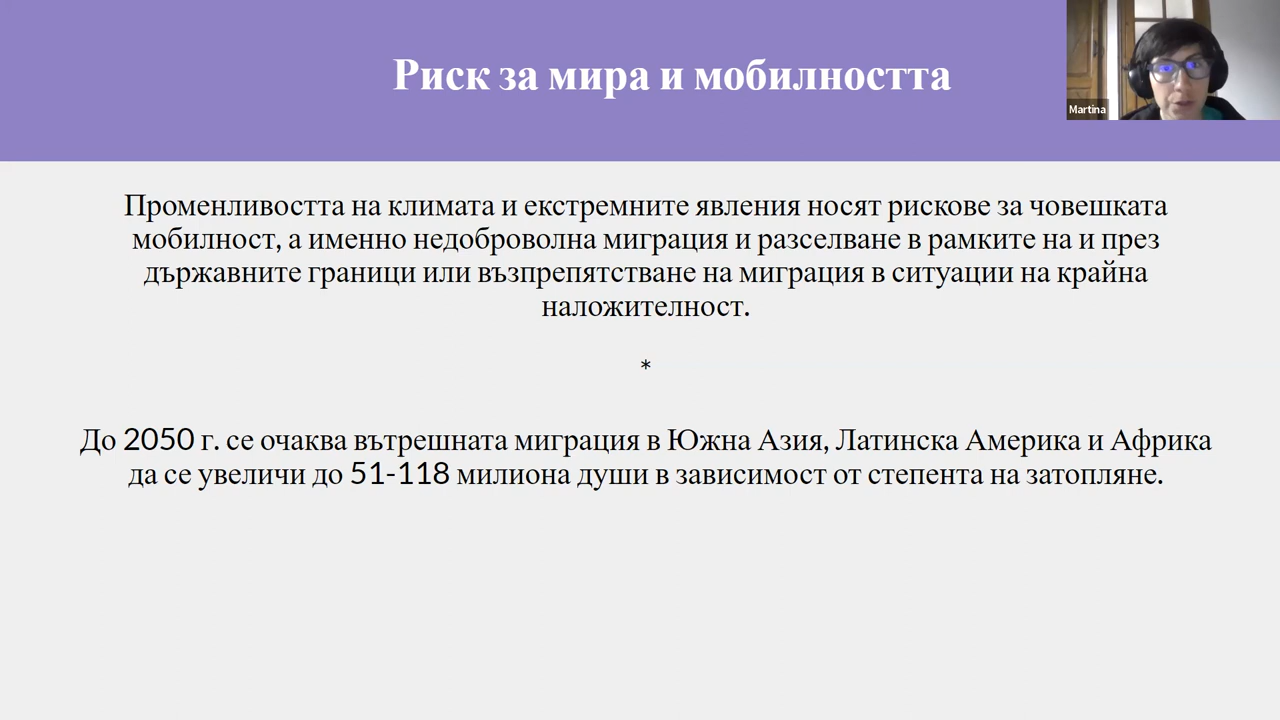 Риск за мира и мобилността
Martina
Променливостта на климата и екстремните явления носят рискове за човешката
мобилност, а именно недоброволна миграция и разселване в рамките на и през
държавните граници или възпрепятстване на миграция в ситуации на крайна
наложителност.
*
До 2050 г. се очаква вътрешната миграция в Южна Азия, Латинска Америка и Африка
да се увеличи до 51-118 милиона души в зависимост от степента на затопляне.